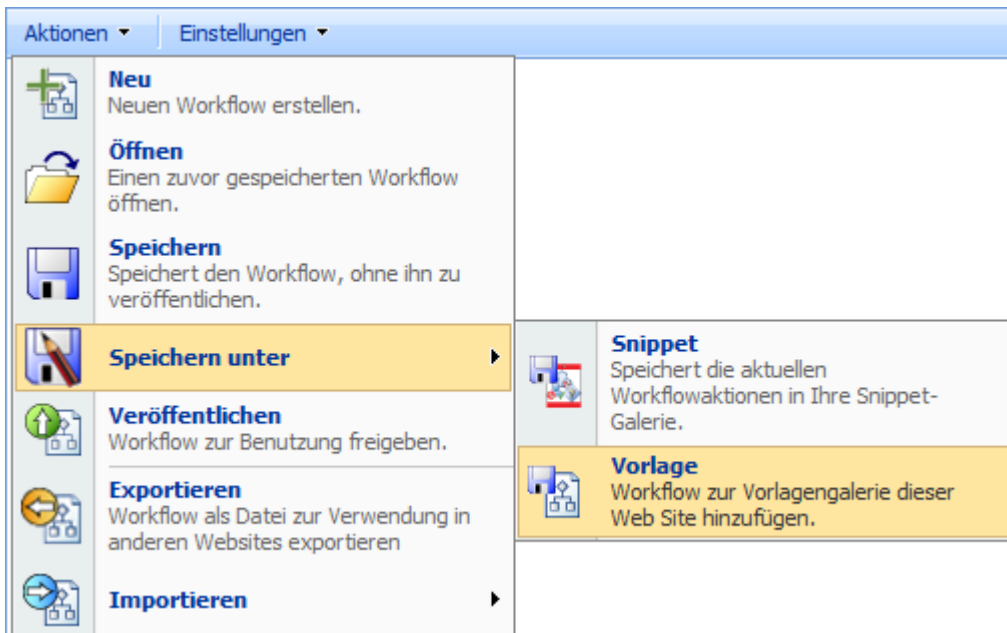 Aktionen Einstellungen
Neu
Neuen Workflow erstellen.
Öffnen
Einen zuvor gespeicherten Workflow
öffnen.
Speichern
Speichert den Workflow, ohne ihn zu
veröffentlichen.
Speichern unter
Snippet
Speichert die aktuellen
Workflowaktionen in Ihre Snippet-
Galerie.
Vorlage
Workflow zur Vorlagengalerie dieser
Web Site hinzufügen.
Veröffentlichen
Workflow zur Benutzung freigeben.
Exportieren
Workflow als Datei zur Verwendung in
anderen Websites exportieren
Importieren